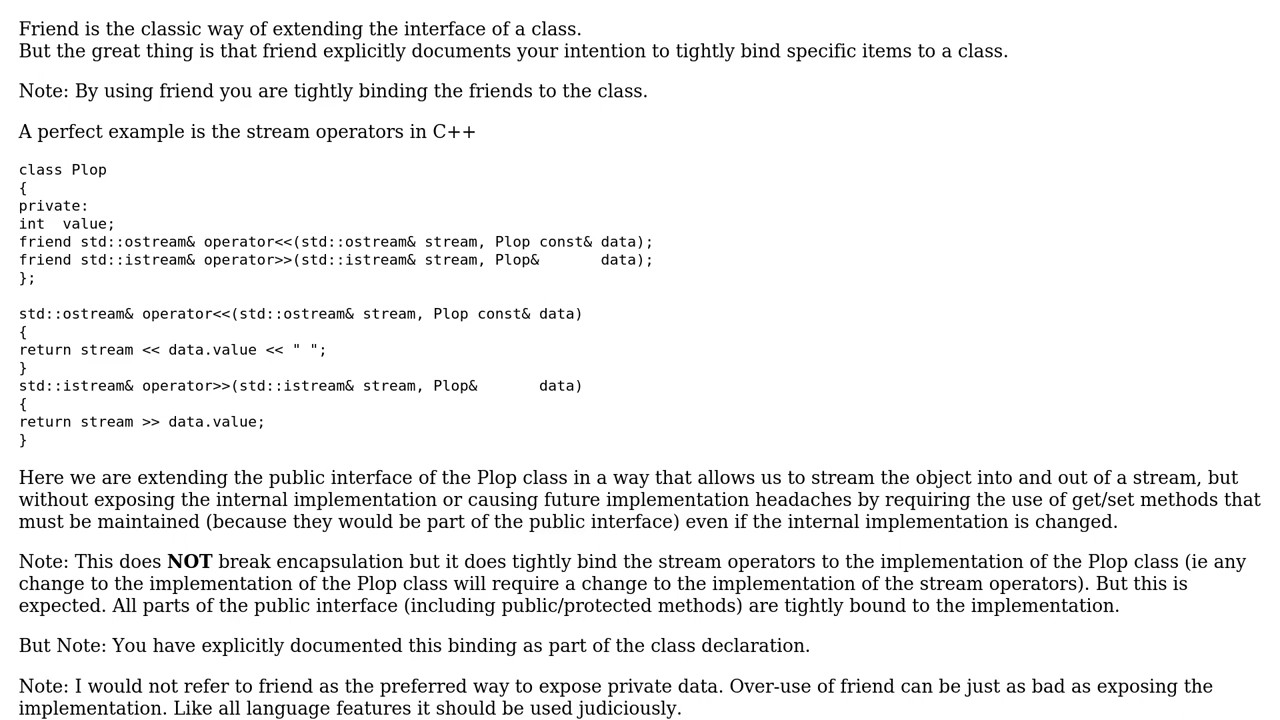 Friend is the classic way of extending the interface of a class.
But the great thing is that friend explicitly documents your intention to tightly bind specific items to a class.
Note: By using friend you are tightly binding the friends to the class.
A perfect example is the stream operators in C++
class Plop
{
private:
int  value;
friend std::ostream& operator<<(std::ostream& stream, Plop const& data);
friend std::istream& operator>>(std::istream& stream, Plop&       data);
};
std::ostream& operator<<(std::ostream& stream, Plop const& data)
{
return stream << data.value << " ";
}
std::istream& operator>>(std::istream& stream, Plop&       data)
{
return stream >> data.value;
}
Here we are extending the public interface of the Plop class in a way that allows us to stream the object into and out of a stream, but
without exposing the internal implementation or causing future implementation headaches by requiring the use of get/set methods that
must be maintained (because they would be part of the public interface) even if the internal implementation is changed.
Note: This does NOT break encapsulation but it does tightly bind the stream operators to the implementation of the Plop class (ie any
change to the implementation of the Plop class will require a change to the implementation of the stream operators). But this is
expected. All parts of the public interface (including public/protected methods) are tightly bound to the implementation.
But Note: You have explicitly documented this binding as part of the class declaration.
Note: I would not refer to friend as the preferred way to expose private data. Over-use of friend can be just as bad as exposing the
implementation. Like all language features it should be used judiciously.